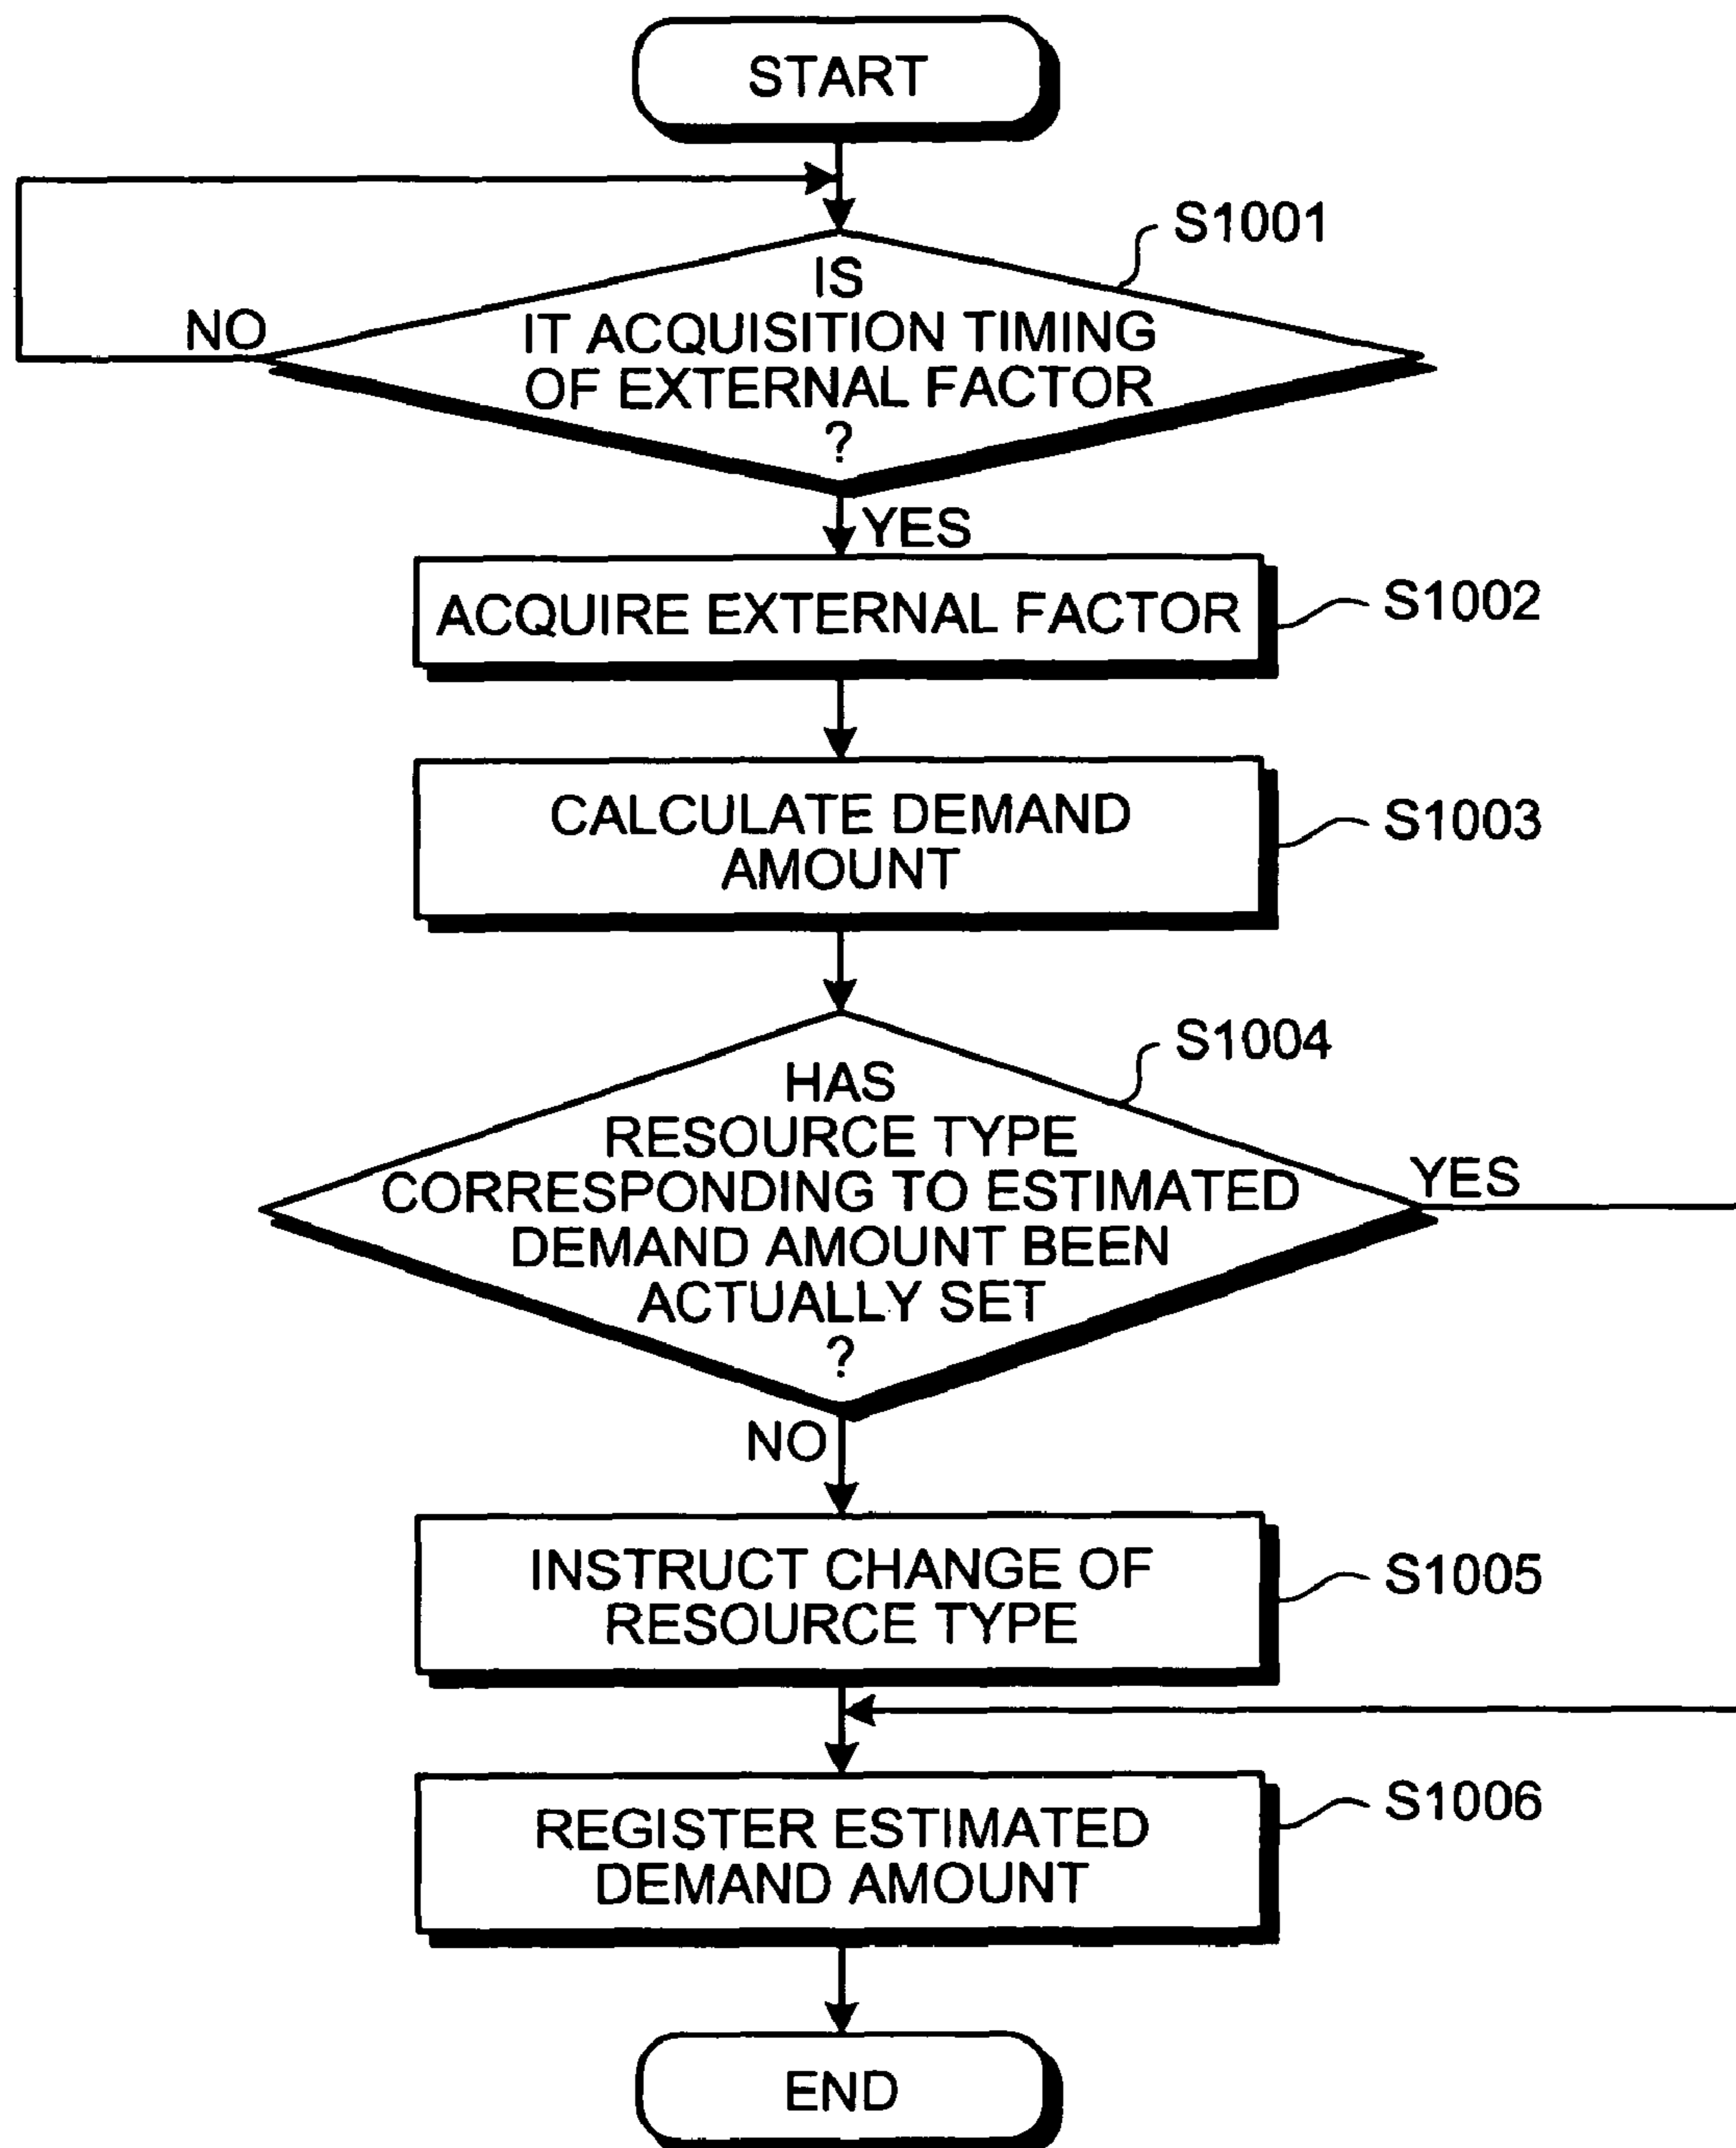 START
S1001
IS
IT ACQUISITION TIMING
OF EXTERNAL FACTOR
?
NO
YES
ACQUIRE EXTERNAL FACTOR
S1002
CALCULATE DEMAND
AMOUNT
S1003
S1004
HAS
RESOURCE TYPE
CORRESPONDING TO ESTIMATED
DEMAND AMOUNT BEEN
ACTUALLY SET
?
YES
NO
INSTRUCT CHANGE OF
RESOURCE TYPE
S1005
REGISTER ESTIMATED
DEMAND AMOUNT
S1006
END